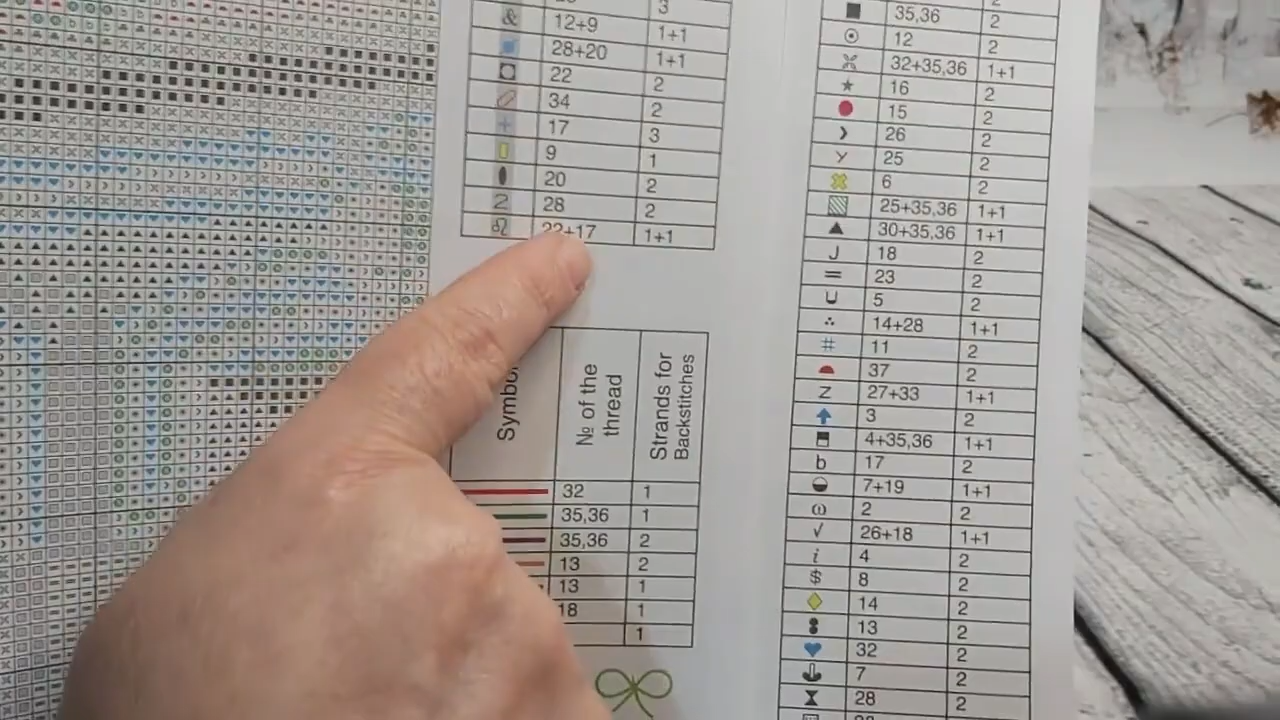 3
& 12+9 1+1
28+20 1+1
22 2
34 2
+ 17 3
9 1
20 2
2 28 2
♌ 22+17 1+1
Symbol
№ of the thread
Strands for Backstitches
32 1
35,36 1
35,36 2
13 2
13 1
18 1
1
2
■ 35,36 2
⊙ 12 2
32+35,36 1+1
★ 16 2
● 15 2
› 26 2
Y 25 2
6 2
25+35,36 1+1
▲ 30+35,36 1+1
J 18 2
= 23 2
U 5 2
∴ 14+28 1+1
# 11 2
37 2
Z 27+33 1+1
↑ 3 2
4+35,36 1+1
b 17 2
7+19 1+1
ω 2 2
√ 26+18 1+1
i 4 2
$ 8 2
14 2
13 2
♥ 32 2
7 2
28 2